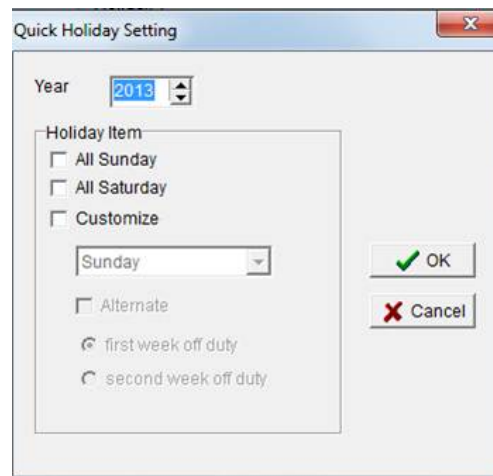 Quick Holiday Setting
Year 2013
Holiday Item
All Sunday
All Saturday
Customize
Sunday
OK
Alternate
Cancel
first week off duty
second week off duty